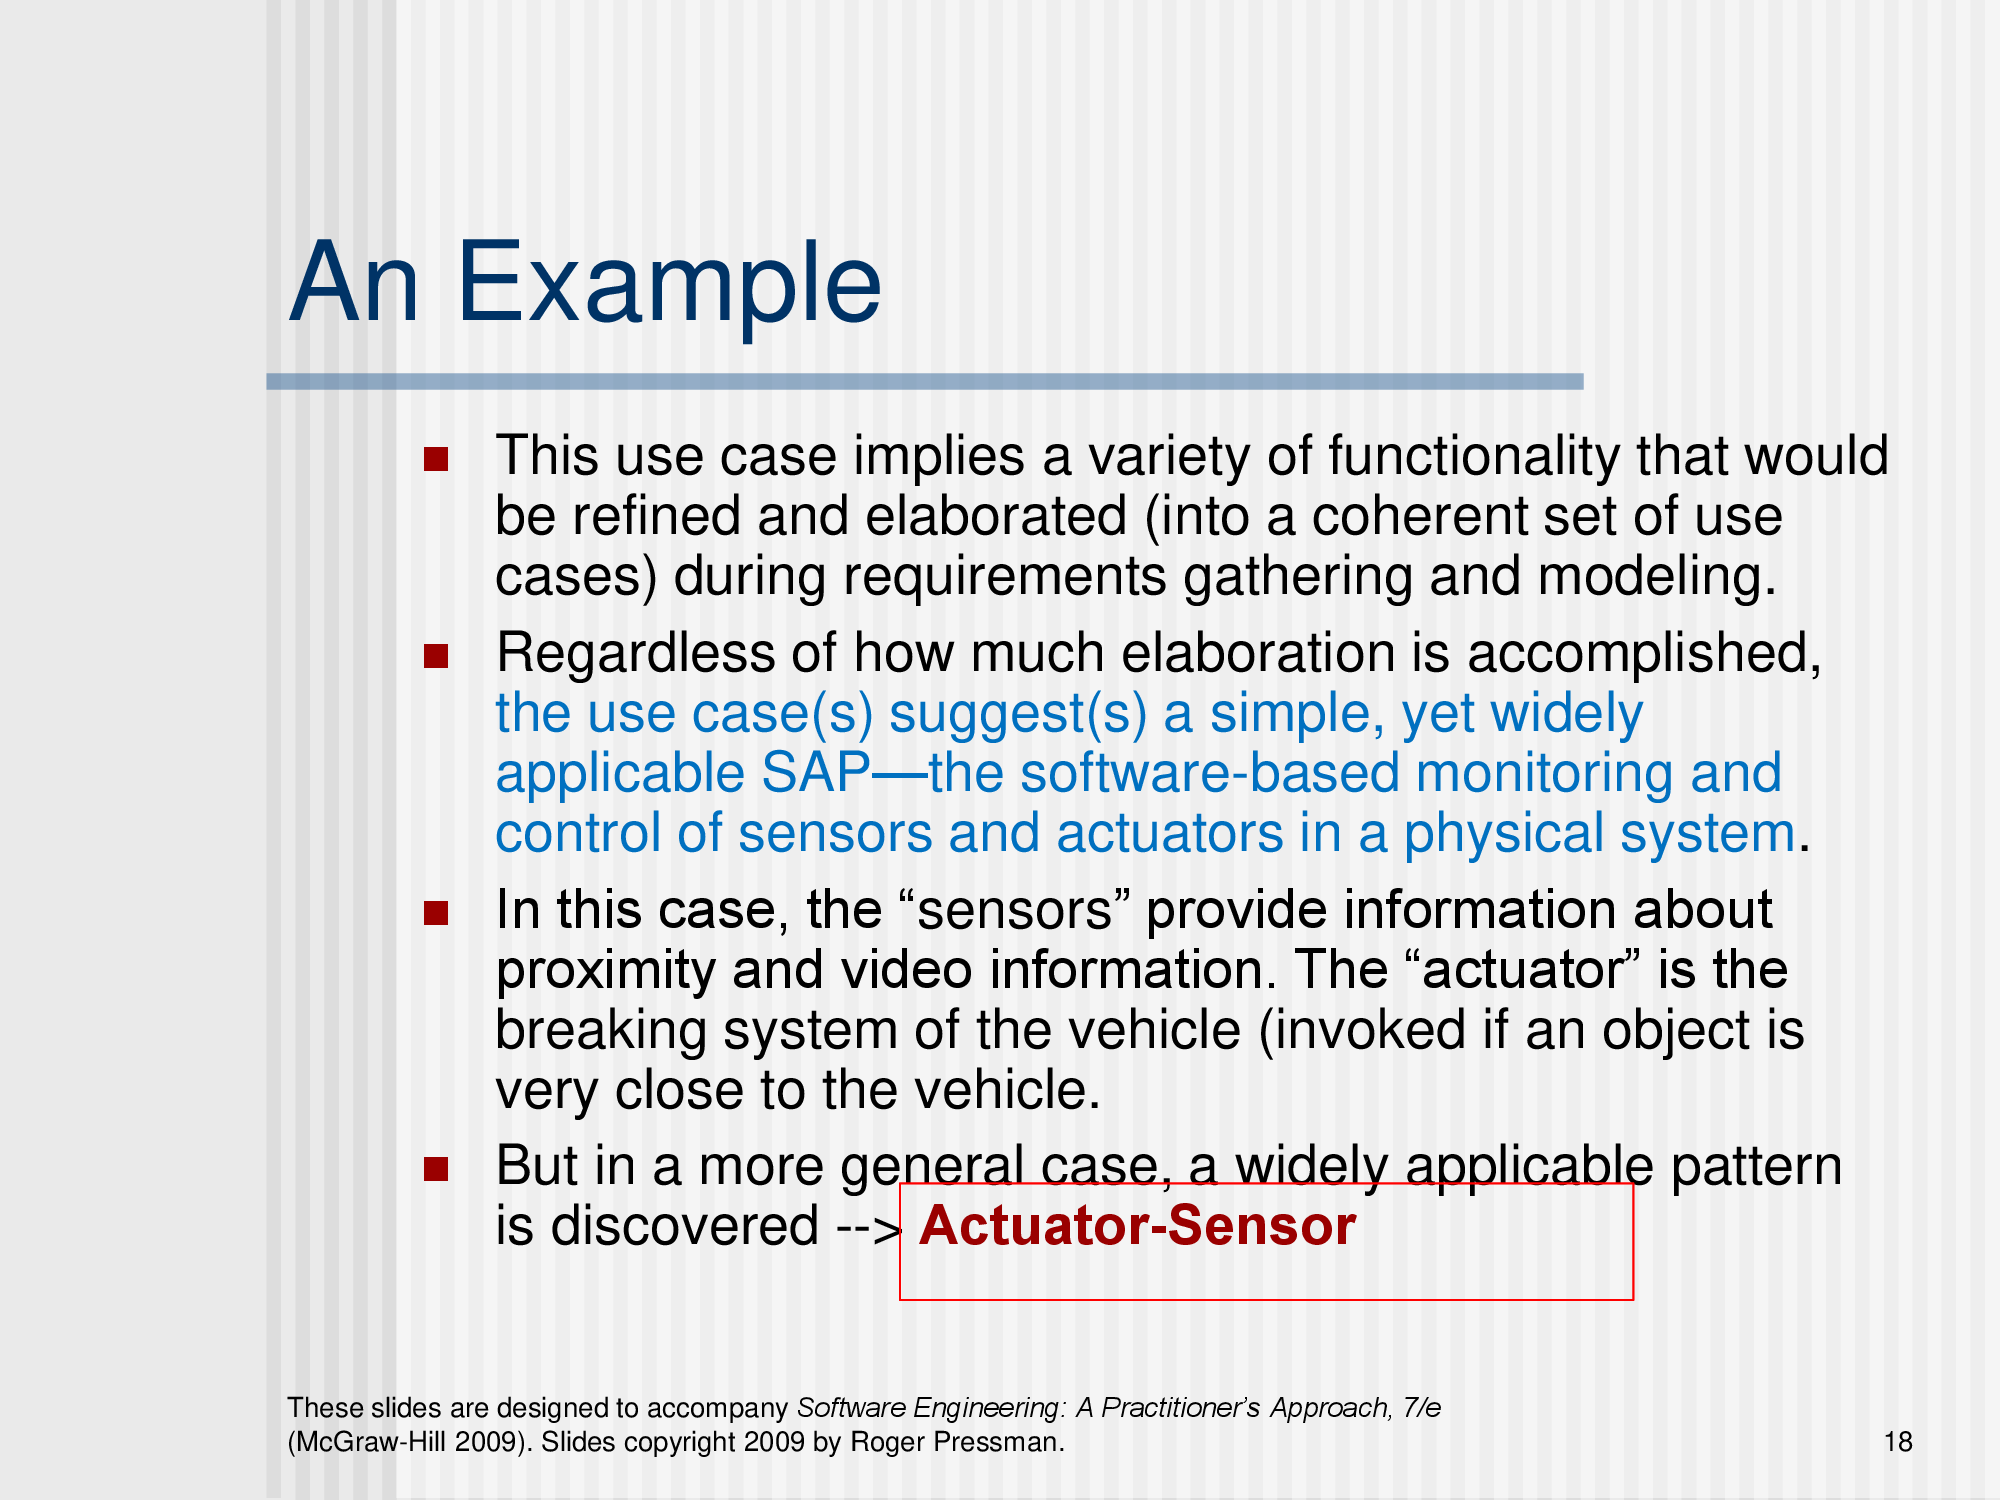 An Example
This use case implies a variety of functionality that would
be refined and elaborated (into a coherent set of use
cases) during requirements gathering and modeling.
Regardless of how much elaboration is accomplished,
the use case(s) suggest(s) a simple, yet widely
applicable SAP—the software-based monitoring and
control of sensors and actuators in a physical system.
In this case, the “sensors” provide information about
proximity and video information. The “actuator” is the
breaking system of the vehicle (invoked if an object is
very close to the vehicle.
But in a more general case, a widely applicable pattern
is discovered --> Actuator-Sensor
These slides are designed to accompany Software Engineering: A Practitioner’s Approach, 7/e
(McGraw-Hill 2009). Slides copyright 2009 by Roger Pressman.
18